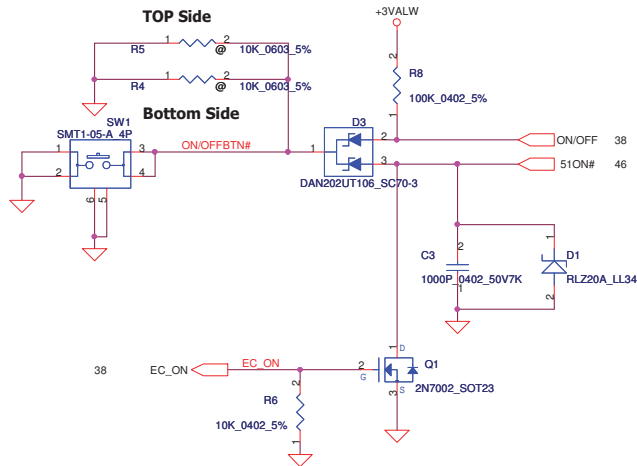 TOP Side
+3VALW
R5
1
2
@
10K_0603_5%
R4
1
2
@
10K_0603_5%
R8
1
2
100K_0402_5%
Bottom Side
SW1
SMT1-05-A_4P
1
2
3
4
6
5
ON/OFFBTN#
D3
1
2
3
DAN202UT106_SC70-3
ON/OFF 38
51ON# 46
C3
2
1
1000P_0402_50V7K
D1
1
2
RLZ20A_LL34
38 EC_ON
EC_ON
2
G
1
D
3
S
Q1
2N7002_SOT23
R6
2
1
10K_0402_5%